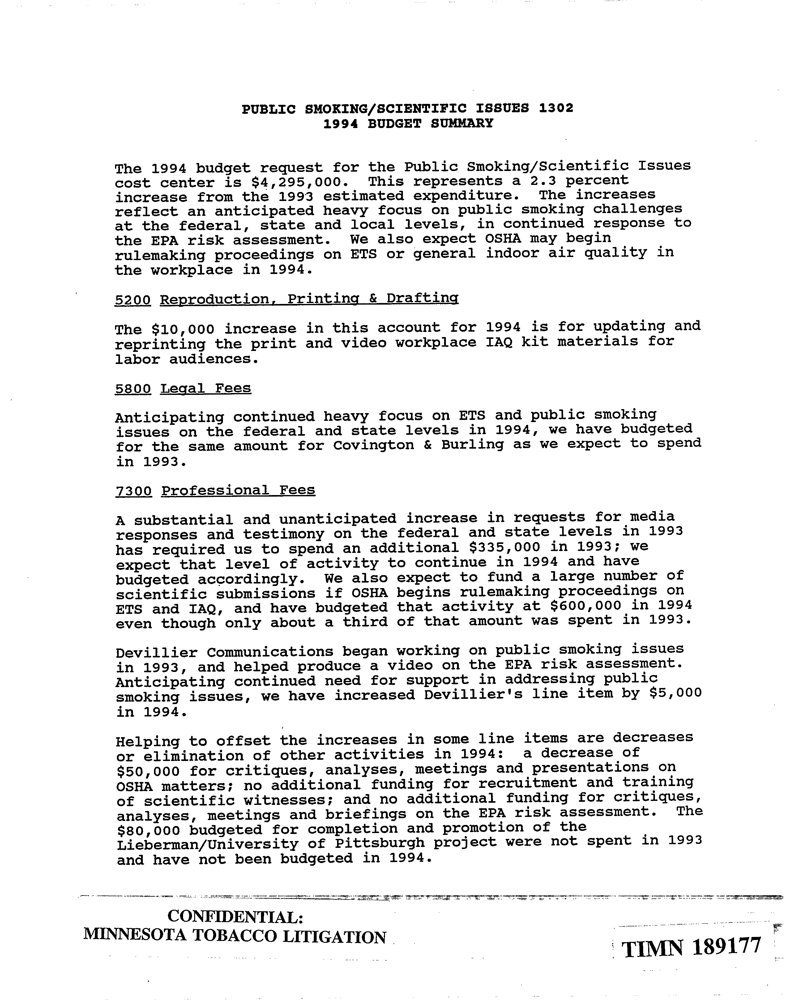 PUBLIC SMOKING/SCIENTIFIC ISSUES 1302
1994 BUDGET SUMMARY
The 1994 budget request for the Public Smoking/Scientific Issues
cost center is $4,295,000. This represents a 2.3 percent
increase from the 1993 estimated expenditure. The increases
reflect an anticipated heavy focus on public smoking challenges
at the federal, state and local levels, in continued response to
the EPA risk assessment. We also expect OSHA may begin
rulemaking proceedings on ETS or general indoor air quality in
the workplace in 1994.
5200 Reproduction, Printing & Drafting
The $10,000 increase in this account for 1994 is for updating and
reprinting the print and video workplace IAQ kit materials for
labor audiences.
5800 Legal Fees
Anticipating continued heavy focus on ETS and public smoking
issues on the federal and state levels in 1994, we have budgeted
for the same amount for Covington & Burling as we expect to spend
in 1993.
7300 Professional Fees
A substantial and unanticipated increase in requests for media
responses and testimony on the federal and state levels in 1993
has required us to spend an additional $335,000 in 1993; we
expect that level of activity to continue in 1994 and have
budgeted accordingly. We also expect to fund a large number of
scientific submissions if OSHA begins rulemaking proceedings on
ETS and IAQ, and have budgeted that activity at $600,000 in 1994
even though only about a third of that amount was spent in 1993.
Devillier Communications began working on public smoking issues
in 1993, and helped produce a video on the EPA risk assessment.
Anticipating continued need for support in addressing public
smoking issues, we have increased Devillier's line item by $5,000
in 1994.
Helping to offset the increases in some line items are decreases
or elimination of other activities in 1994: a decrease of
$50,000 for critiques, analyses, meetings and presentations on
OSHA matters; no additional funding for recruitment and training
of scientific witnesses; and no additional funding for critiques,
analyses, meetings and briefings on the EPA risk assessment. The
$80,000 budgeted for completion and promotion of the
Lieberman/University of Pittsburgh project were not spent in 1993
and have not been budgeted in 1994.
CONFIDENTIAL:
MINNESOTA TOBACCO LITIGATION
TIMN 189177